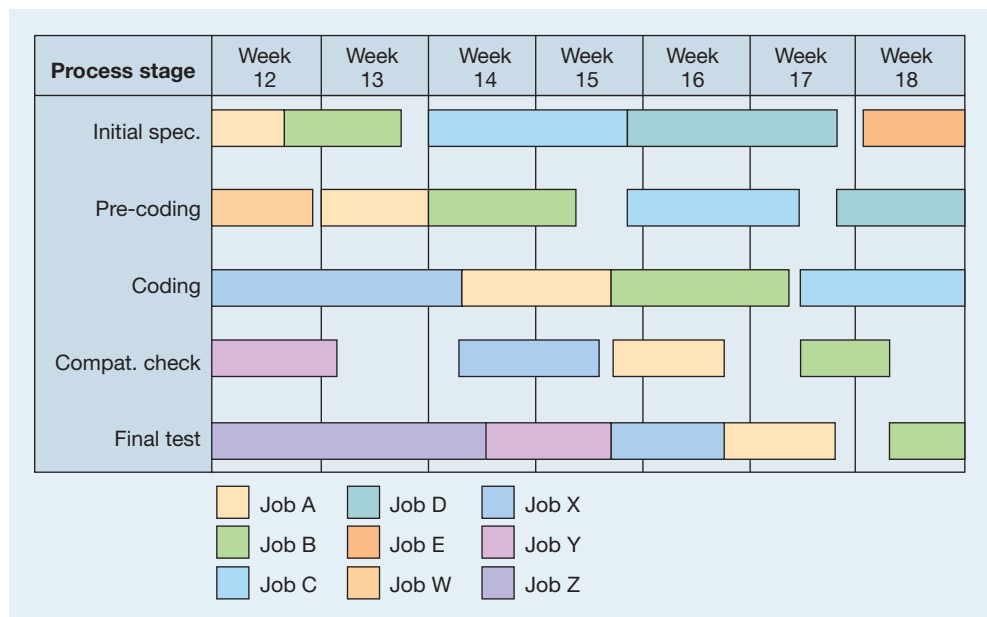 Process stage
Week 12
Week 13
Week 14
Week 15
Week 16
Week 17
Week 18
Initial spec.
Pre-coding
Coding
Compat. check
Final test
Job A
Job D
Job X
Job B
Job E
Job Y
Job C
Job W
Job Z